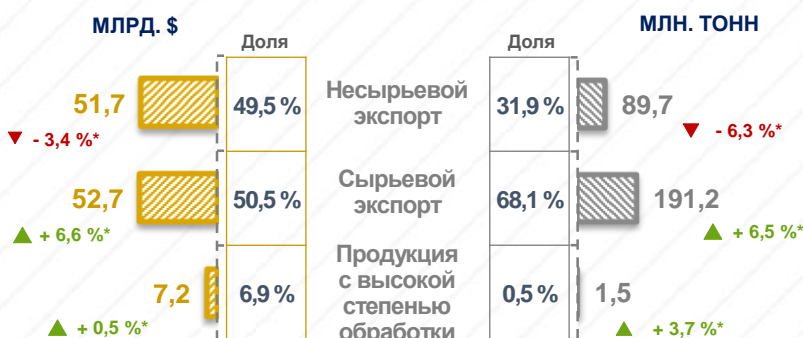 МЛРД. $
МЛН. ТОНН
Доля
Доля
51,7
49,5 %
Несырьевой
экспорт
31,9 %
89,7
- 3,4 %*
- 6,3 %*
52,7
50,5 %
Сырьевой
экспорт
68,1 %
191,2
+ 6,6 %*
+ 6,5 %*
7,2
6,9 %
Продукция
с высокой
степенью
обработки
0,5 %
1,5
+ 0,5 %*
+ 3,7 %*